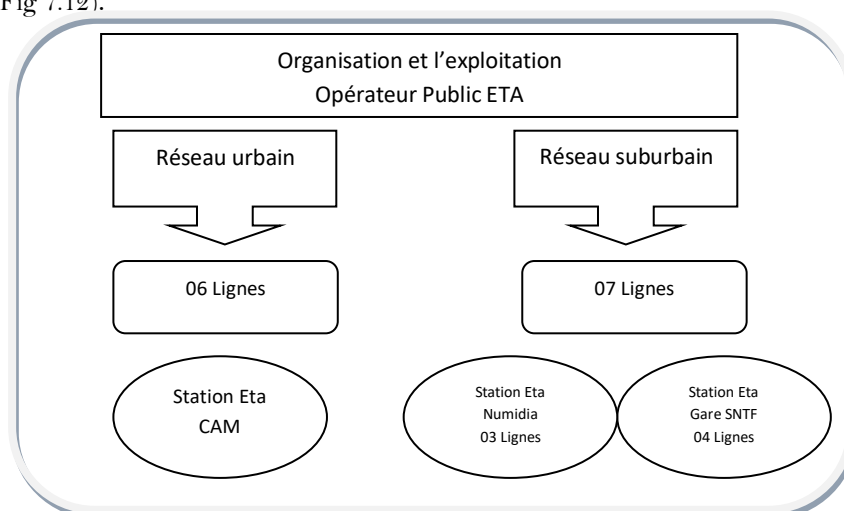 Fig 7.12).
Organisation et l'exploitation
Opérateur Public ETA
Réseau urbain
Réseau suburbain
06 Lignes
07 Lignes
Station Eta
CAM
Station Eta
Numidia
03 Lignes
Station Eta
Gare SNTF
04 Lignes